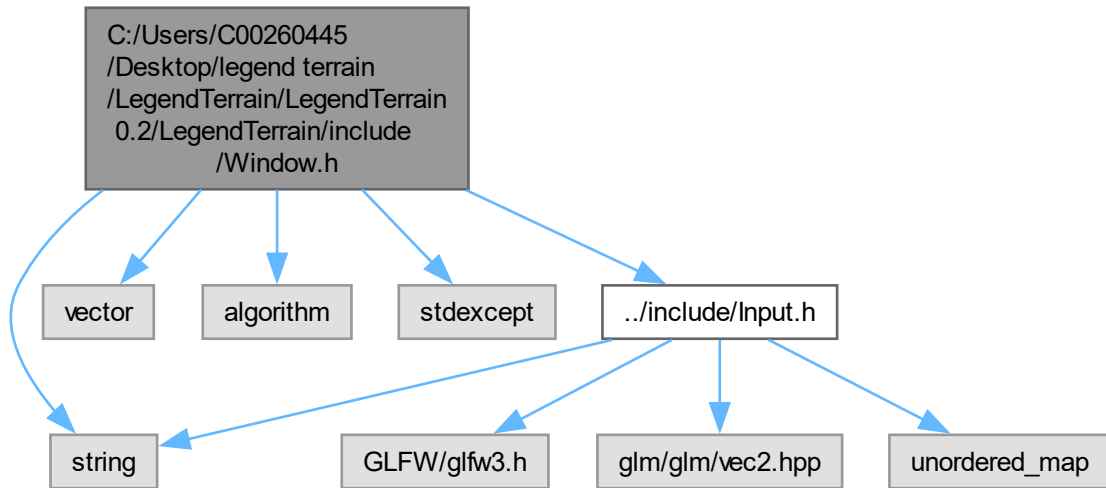 C:/Users/C00260445
/Desktop/legend terrain
/LegendTerrain/LegendTerrain
0.2/LegendTerrain/include
/Window.h
vector
algorithm
stdexcept
../include/Input.h
string
GLFW/glfw3.h
glm/glm/vec2.hpp
unordered_map